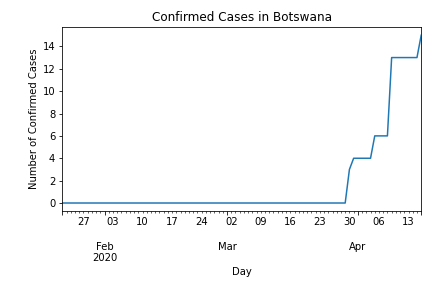 Confirmed Cases in Botswana
Number of Confirmed Cases
14
12
10
8
6
4
2
0
27 03 10 17 24 02 09 16 23 30 06 13
Feb Mar Apr
2020
Day